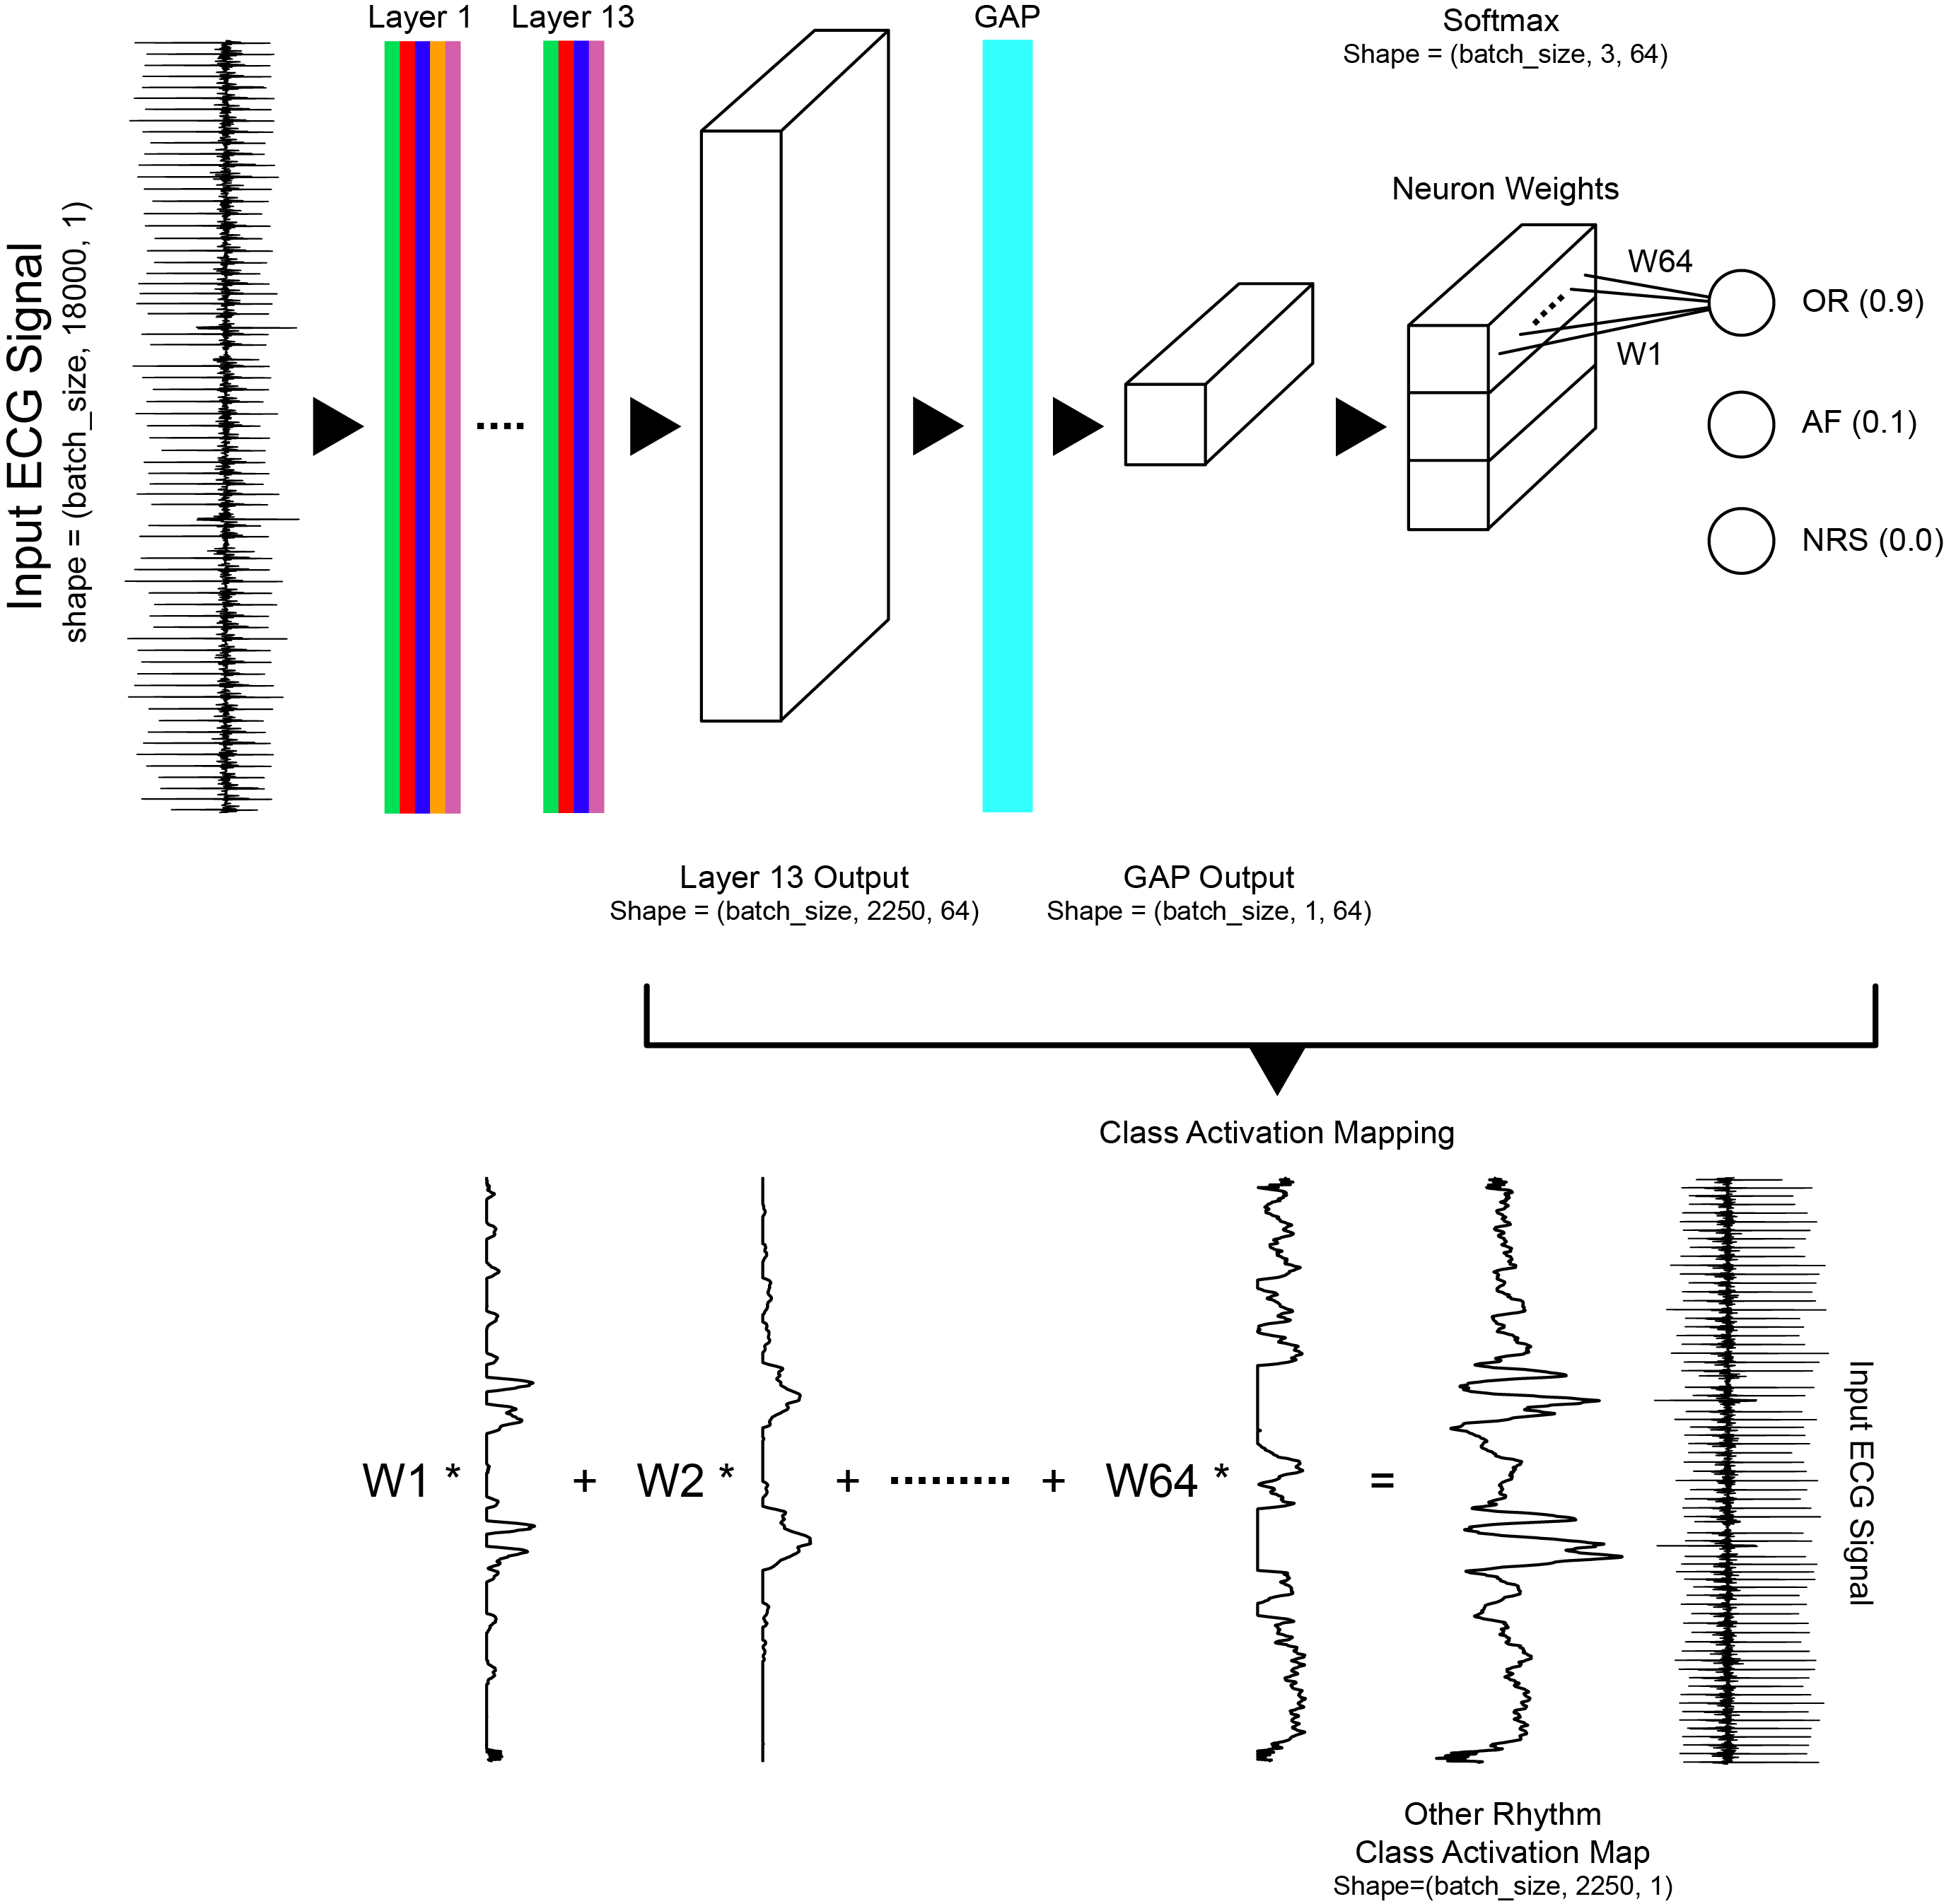 Layer 1
Layer 13
GAP
Softmax
Shape = (batch_size, 3, 64)
Input ECG Signal
shape = (batch_size, 18000, 1)
Neuron Weights
W64
W1
OR (0.9)
AF (0.1)
NRS (0.0)
Layer 13 Output
Shape = (batch_size, 2250, 64)
GAP Output
Shape = (batch_size, 1, 64)
Class Activation Mapping
W1 * + W2 * + ......... + W64 * =
Input ECG Signal
Other Rhythm
Class Activation Map
Shape=(batch_size, 2250, 1)